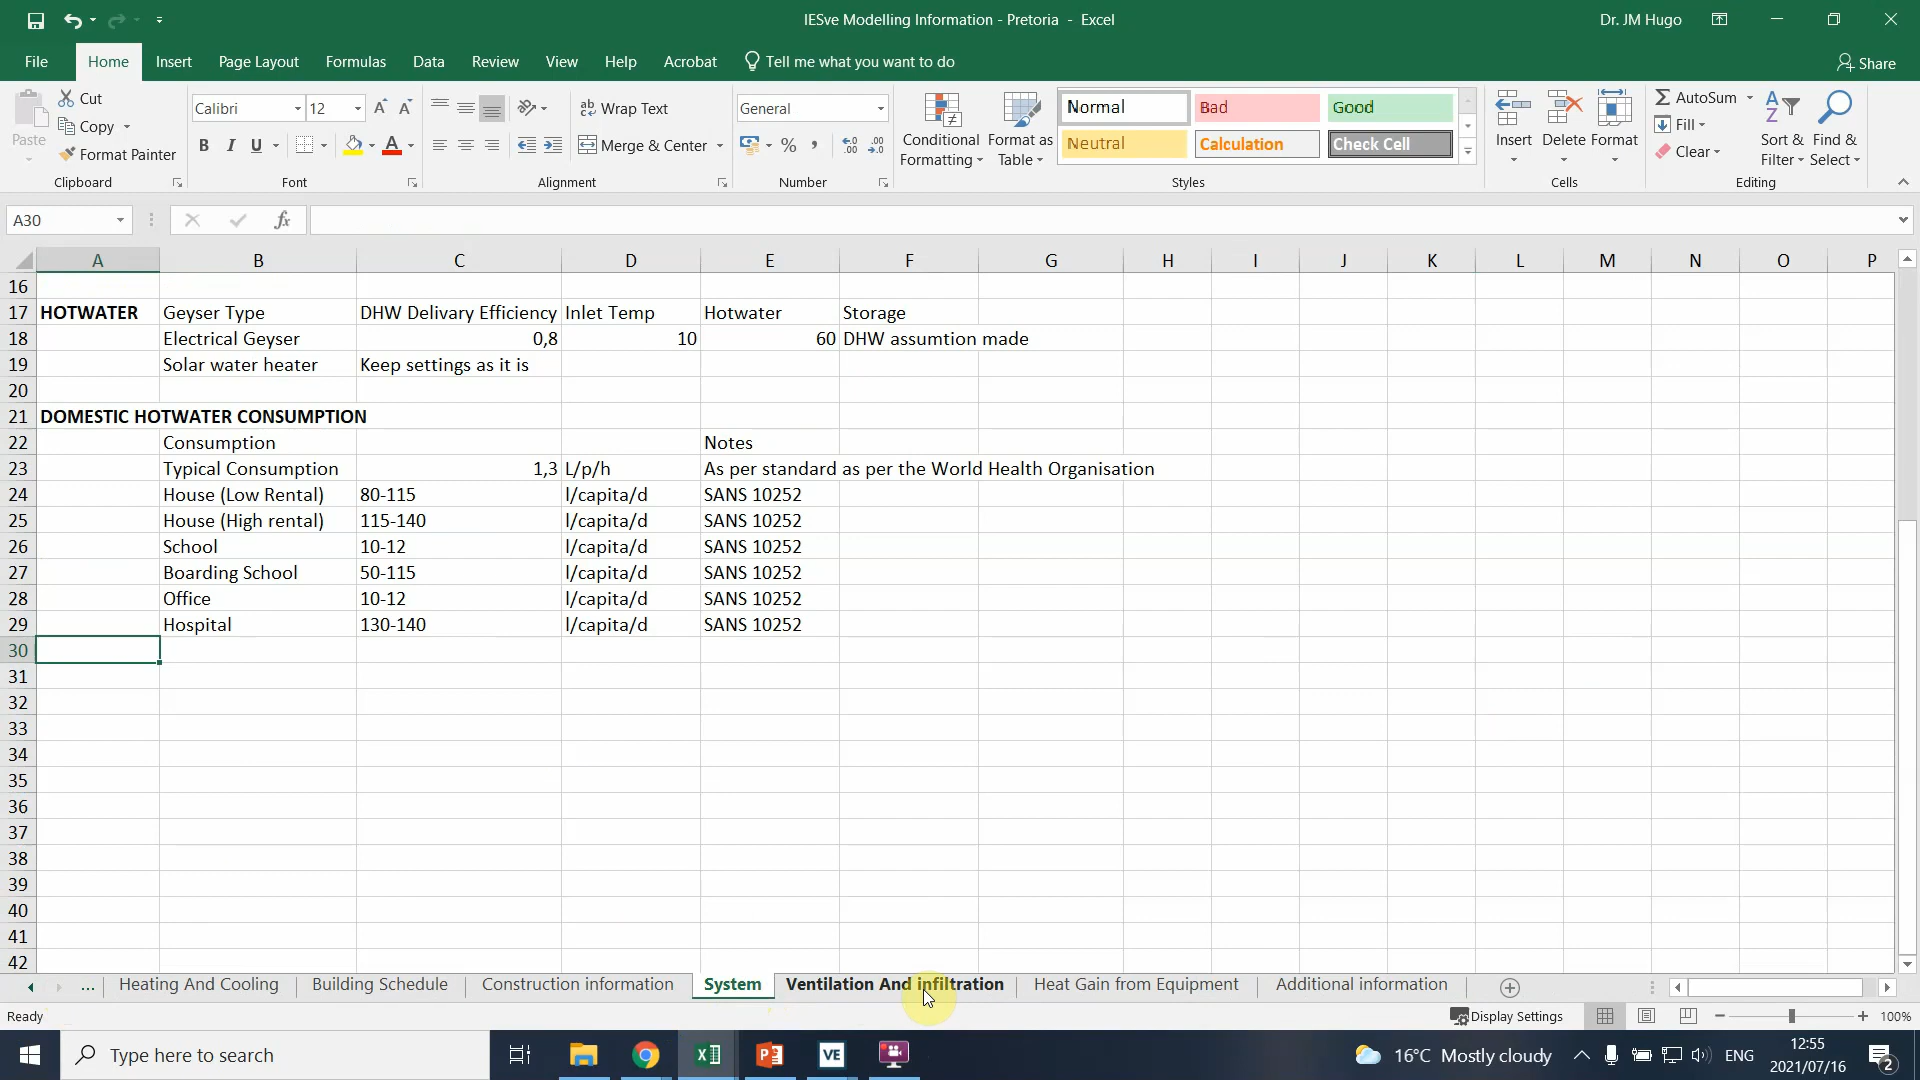 IESve Modelling Information - Pretoria - Excel
Dr. JM Hugo
File Home Insert Page Layout Formulas Data Review View Help Acrobat Tell me what you want to do Share
Paste
Cut
Copy
Format Painter
Clipboard
Calibri 12
B I U
Font
Wrap Text
Merge & Center
Alignment
General
Number
Conditional Formatting
Format as Table
Normal Bad Good
Neutral Calculation Check Cell
Styles
Insert Delete Format
Cells
AutoSum
Fill
Clear
Sort & Filter
Find & Select
Editing
A30
fx
A B C D E F G H I J K L M N O P
16
17 HOTWATER Geyser Type DHW Delivary Efficiency Inlet Temp Hotwater Storage
18 Electrical Geyser 0,8 10 60 DHW assumtion made
19 Solar water heater Keep settings as it is
20
21 DOMESTIC HOTWATER CONSUMPTION
22 Consumption Notes
23 Typical Consumption 1,3 L/p/h As per standard as per the World Health Organisation
24 House (Low Rental) 80-115 l/capita/d SANS 10252
25 House (High rental) 115-140 l/capita/d SANS 10252
26 School 10-12 l/capita/d SANS 10252
27 Boarding School 50-115 l/capita/d SANS 10252
28 Office 10-12 l/capita/d SANS 10252
29 Hospital 130-140 l/capita/d SANS 10252
30
31
32
33
34
35
36
37
38
39
40
41
42
... Heating And Cooling Building Schedule Construction information System Ventilation And infiltration Heat Gain from Equipment Additional information
Ready
Display Settings
100%
Type here to search
VE
16°C Mostly cloudy
ENG
12:55
2021/07/16
2